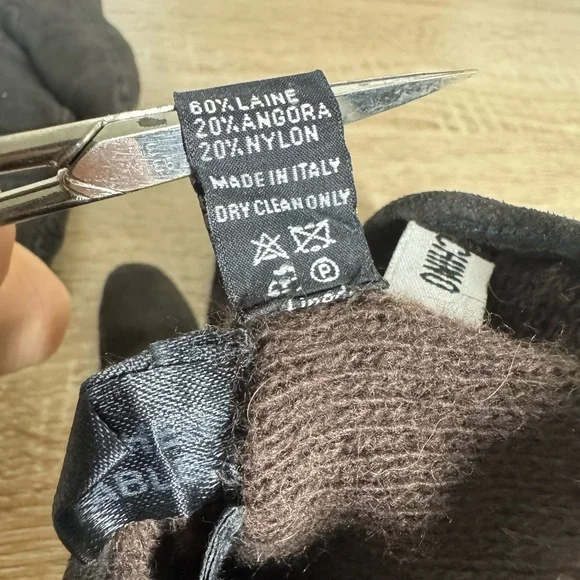 60% LAINE
20% ANGORA
20% NYLON
MADE IN ITALY
DRY CLEAN ONLY
P